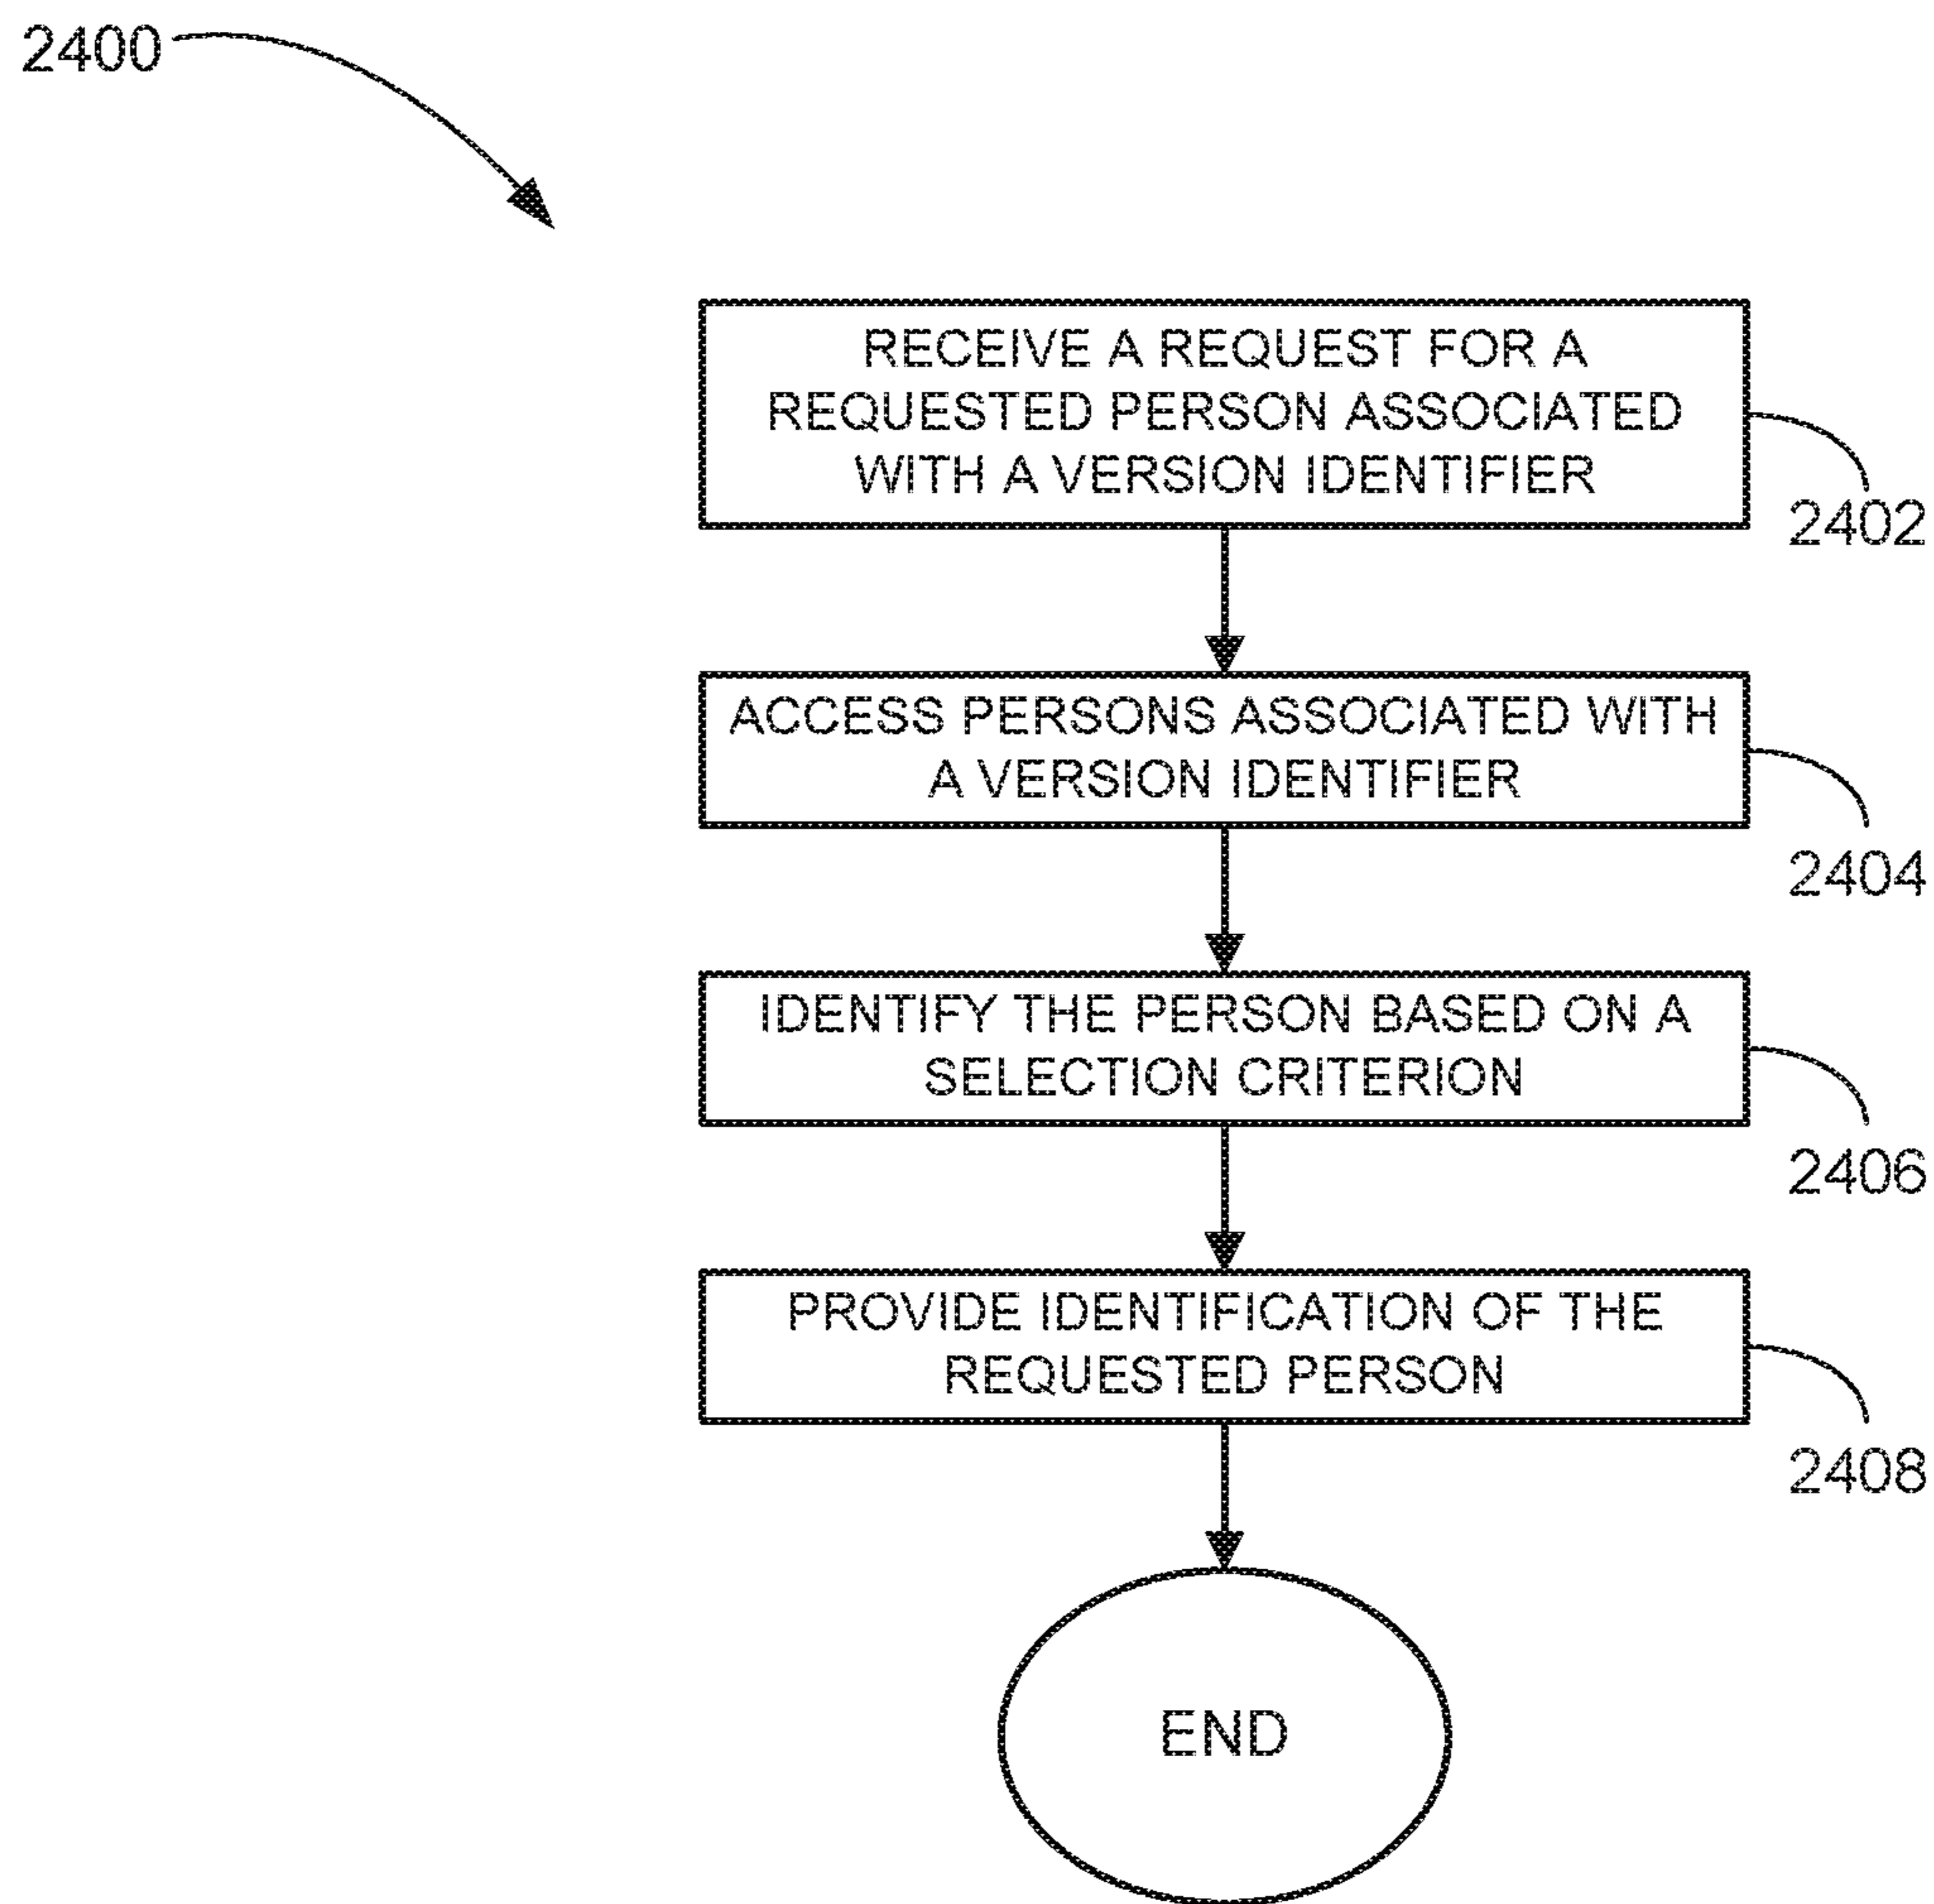 2400
RECEIVE A REQUEST FOR A
REQUESTED PERSON ASSOCIATED
WITH A VERSION IDENTIFIER
2402
ACCESS PERSONS ASSOCIATED WITH
A VERSION IDENTIFIER
2404
IDENTIFY THE PERSON BASED ON A
SELECTION CRITERION
2406
PROVIDE IDENTIFICATION OF THE
REQUESTED PERSON
2408
END